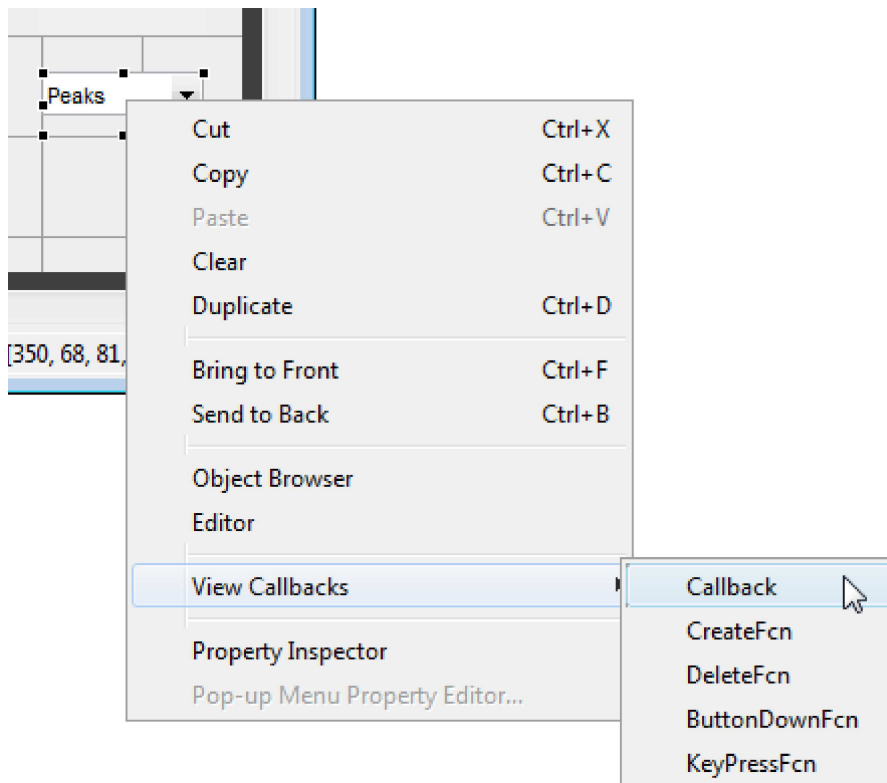 Peaks
Cut Ctrl+X
Copy Ctrl+C
Paste Ctrl+V
Clear
Duplicate Ctrl+D
[350, 68, 81,
Bring to Front Ctrl+F
Send to Back Ctrl+B
Object Browser
Editor
View Callbacks
Callback
CreateFcn
Property Inspector
DeleteFcn
Pop-up Menu Property Editor...
ButtonDownFcn
KeyPressFcn